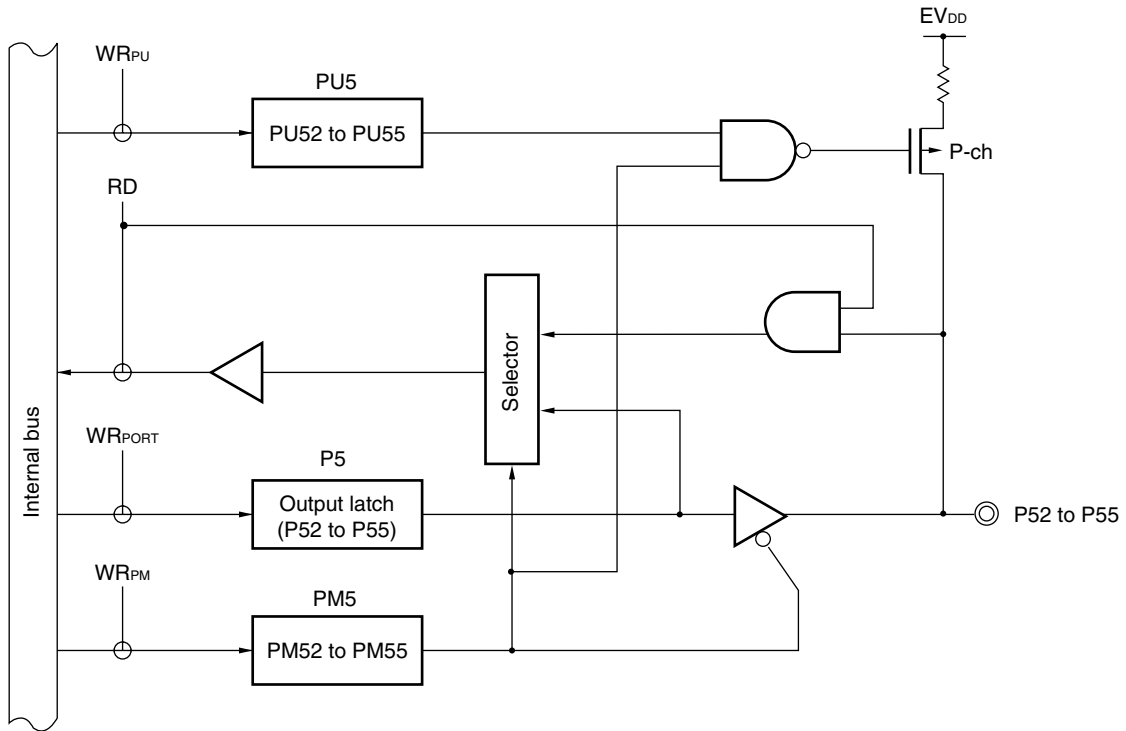 EVDD
WRPU
PU5
PU52 to PU55
P-ch
RD
Selector
Internal bus
WRPORT
P5
Output latch
(P52 to P55)
P52 to P55
WRPM
PM5
PM52 to PM55